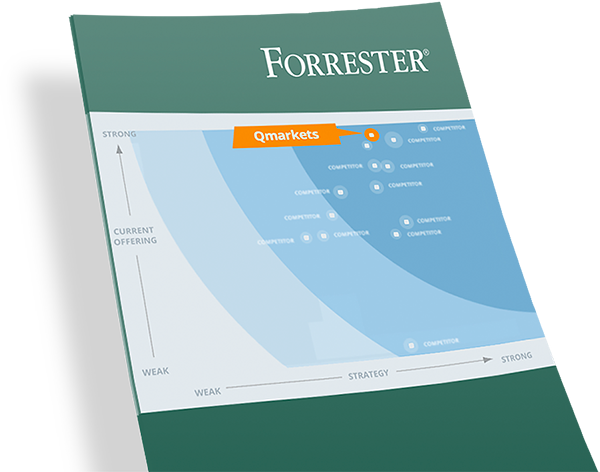 FORRESTER®
STRONG
Qmarkets
COMPETITOR
COMPETITOR
COMPETITOR
COMPETITOR
COMPETITOR
COMPETITOR
COMPETITOR
COMPETITOR
COMPETITOR
COMPETITOR
COMPETITOR
CURRENT
OFFERING
COMPETITOR
WEAK
STRATEGY
STRONG
WEAK